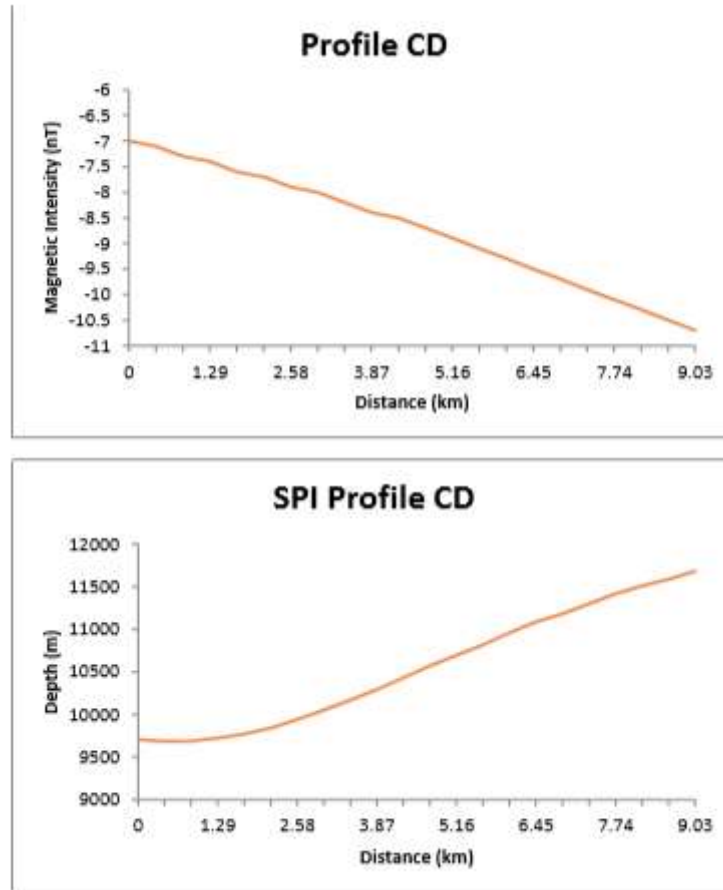 Profile CD
-6
-6.5
-7
-7.5
-8
-8.5
-9
-9.5
-10
-10.5
-11
Magnetic Intensity (nT)
0 1.29 2.58 3.87 5.16 6.45 7.74 9.03
Distance (km)
SPI Profile CD
12000
11500
11000
10500
10000
9500
9000
Depth (m)
0 1.29 2.58 3.87 5.16 6.45 7.74 9.03
Distance (km)